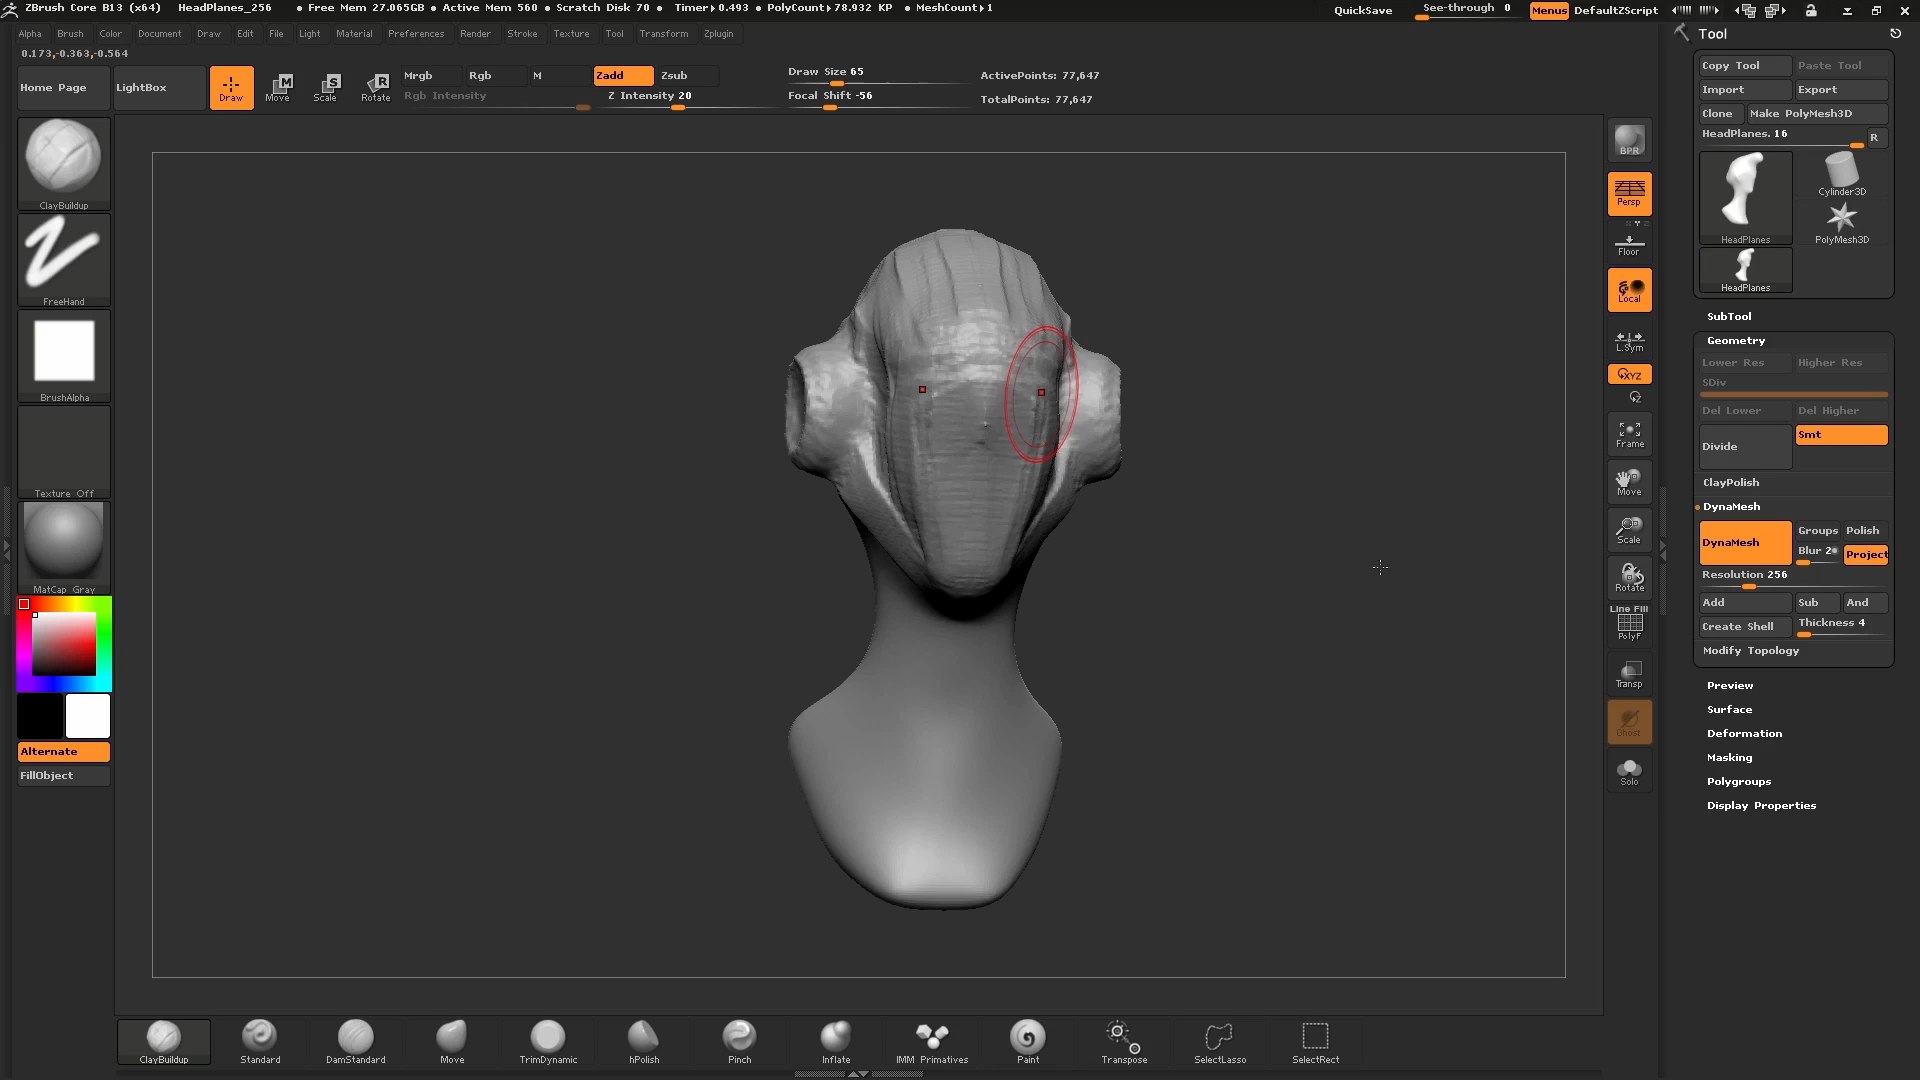 ZBrush Core B13 (x64) HeadPlanes_256 • Free Mem 27.065GB • Active Mem 560 • Scratch Disk 70 • Timer▸0.493 • PolyCount▸78.932 KP • MeshCount▸1 QuickSave See-through 0 Menus DefaultZScript
Alpha Brush Color Document Draw Edit File Light Material Preferences Render Stroke Texture Tool Transform Zplugin
0.173,-0.363,-0.564
Home Page
LightBox
Draw
Move
M
Scale
S
Rotate
R
Mrgb Rgb M Zadd Zsub
Rgb Intensity Z Intensity 20
Draw Size 65
Focal Shift -56
ActivePoints: 77,647
TotalPoints: 77,647
ClayBuildup
FreeHand
BrushAlpha
Texture Off
MatCap Gray
Alternate
FillObject
BPR
Persp
Floor
Local
L.Sym
XYZ
Z
Frame
Move
Scale
Rotate
Line Fill
PolyF
Transp
Ghost
Solo
Tool
Copy Tool Paste Tool
Import Export
Clone Make PolyMesh3D
HeadPlanes. 16 R
HeadPlanes
Cylinder3D
PolyMesh3D
HeadPlanes
SubTool
Geometry
Lower Res Higher Res
SDiv
Del Lower Del Higher
Divide Smt
ClayPolish
DynaMesh
DynaMesh Groups Polish
Blur 2 Project
Resolution 256
Add Sub And
Create Shell Thickness 4
Modify Topology
Preview
Surface
Deformation
Masking
Polygroups
Display Properties
ClayBuildup Standard DamStandard Move TrimDynamic hPolish Pinch Inflate IMM Primatives Paint Transpose SelectLasso SelectRect